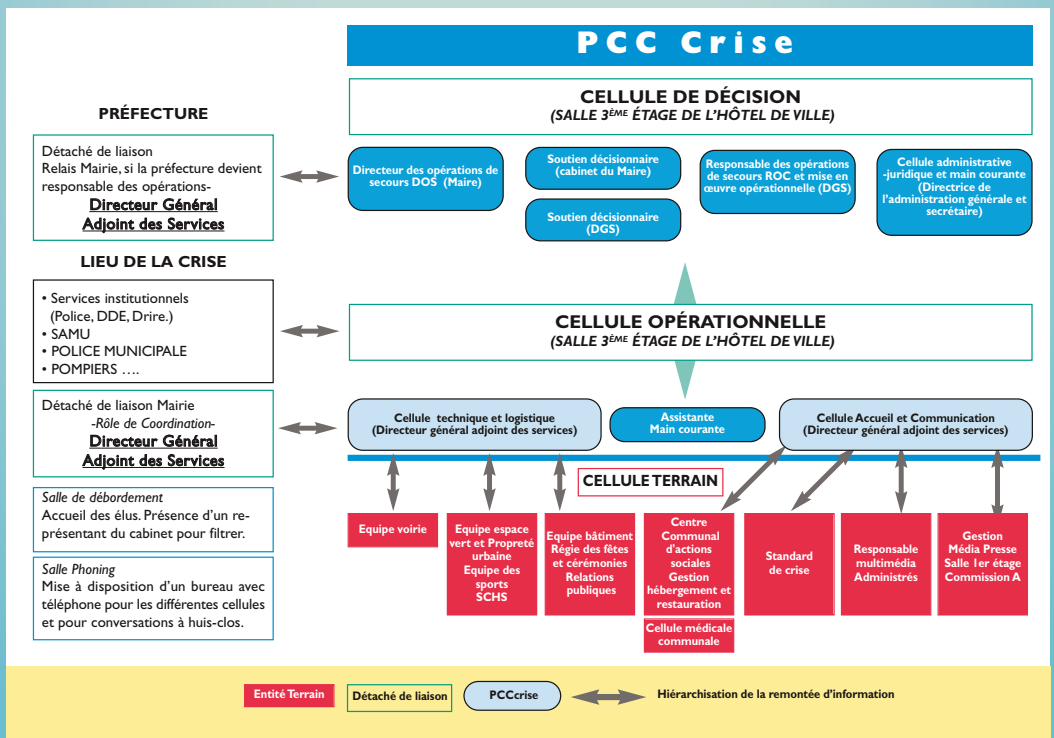 PCC Crise
CELLULE DE DÉCISION
(SALLE 3ÈME ÉTAGE DE L'HÔTEL DE VILLE)
PRÉFECTURE
Détaché de liaison
Relais Mairie, si la préfecture devient
responsable des opérations-
Directeur Général
Adjoint des Services
Directeur des opérations de
secours DOS (Maire)
Soutien décisionnaire
(cabinet du Maire)
Soutien décisionnaire
(DGS)
Responsable des opérations
de secours ROC et mise en
œuvre opérationnelle (DGS)
Cellule administrative
-juridique et main courante
(Directrice de
l'administration générale et
secrétaire)
LIEU DE LA CRISE
• Services institutionnels
(Police, DDE, Drire.)
• SAMU
• POLICE MUNICIPALE
• POMPIERS ....
CELLULE OPÉRATIONNELLE
(SALLE 3ÈME ÉTAGE DE L'HÔTEL DE VILLE)
Détaché de liaison Mairie
-Rôle de Coordination-
Directeur Général
Adjoint des Services
Cellule technique et logistique
(Directeur général adjoint des services)
Assistante
Main courante
Cellule Accueil et Communication
(Directeur général adjoint des services)
CELLULE TERRAIN
Salle de débordement
Accueil des élus. Présence d'un re-
présentant du cabinet pour filtrer.
Salle Phoning
Mise à disposition d'un bureau avec
téléphone pour les différentes cellules
et pour conversations à huis-clos.
Equipe voirie
Equipe espace
vert et Propreté
urbaine
Equipe des
sports
SCHS
Equipe bâtiment
Régie des fêtes
et cérémonies
Relations
publiques
Centre
Communal
d'actions
sociales
Gestion
hébergement et
restauration
Cellule médicale
communale
Standard
de crise
Responsable
multimédia
Administrés
Gestion
Média Presse
Salle 1er étage
Commission A
Entité Terrain
Détaché de liaison
PCCcrise
Hiérarchisation de la remontée d'information